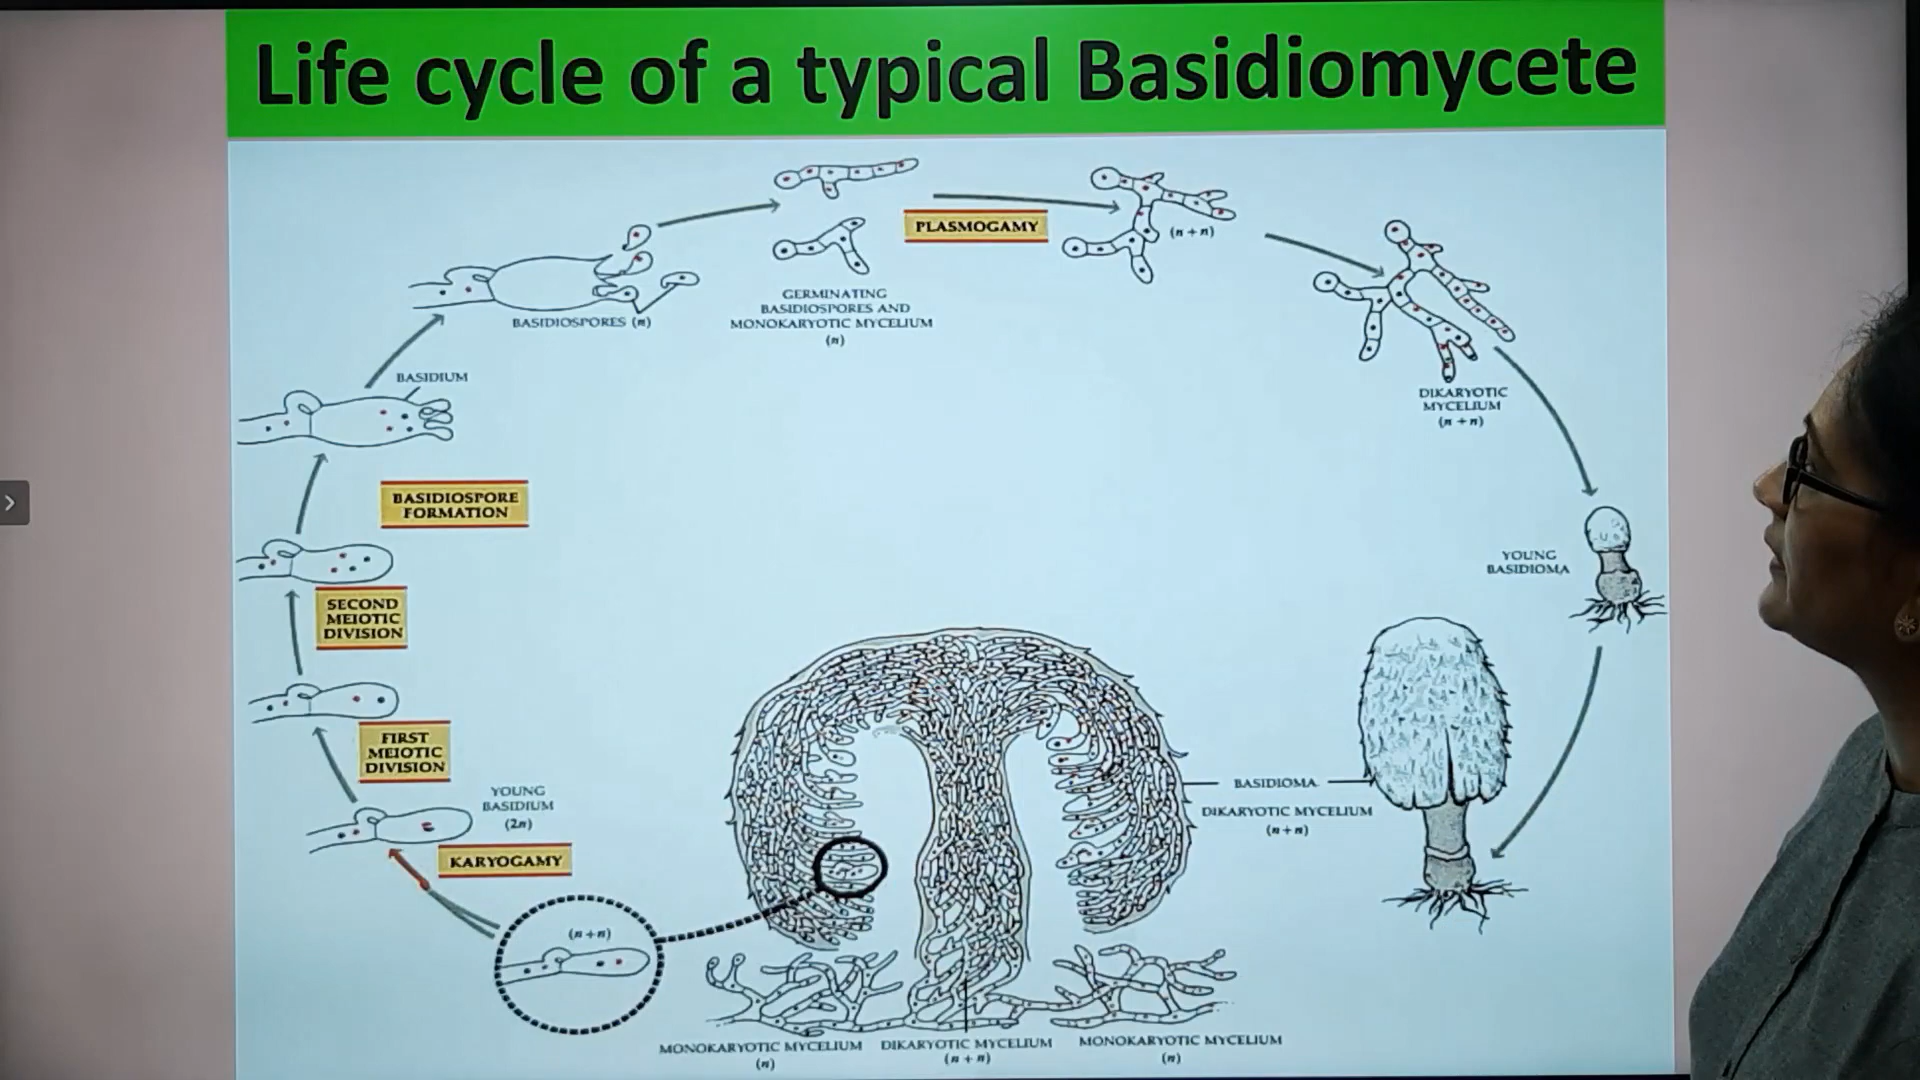 Life cycle of a typical Basidiomycete
PLASMOGAMY
(n+n)
BASIDIOSPORES (n)
GERMINATING
BASIDIOSPORES AND
MONOKARYOTIC MYCELIUM
(n)
BASIDIUM
DIKARYOTIC
MYCELIUM
(n+n)
BASIDIOSPORE
FORMATION
YOUNG
BASIDIOMA
SECOND
MEIOTIC
DIVISION
FIRST
MEIOTIC
DIVISION
YOUNG
BASIDIUM
(2n)
BASIDIOMA
DIKARYOTIC MYCELIUM
(n+n)
KARYOGAMY
(n+n)
MONOKARYOTIC MYCELIUM
(n)
DIKARYOTIC MYCELIUM
(n+n)
MONOKARYOTIC MYCELIUM
(n)